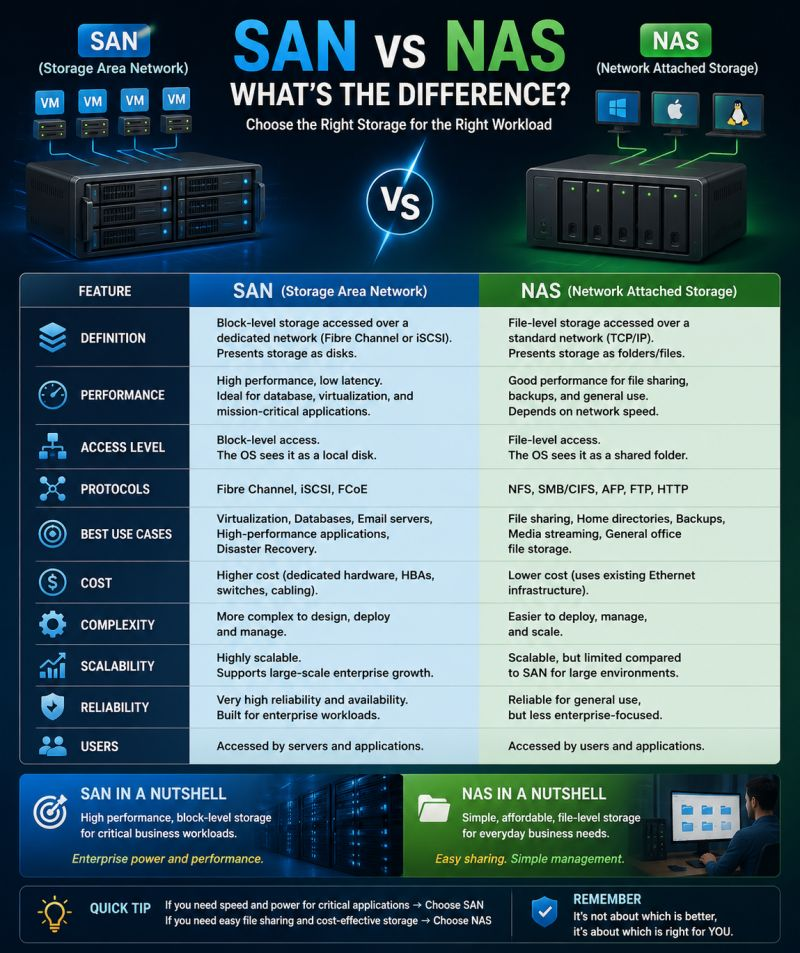 SAN
(Storage Area Network)
VM VM VM VM
SAN VS NAS
WHAT'S THE DIFFERENCE?
Choose the Right Storage for the Right Workload
NAS
(Network Attached Storage)
VS
FEATURE
SAN (Storage Area Network)
NAS (Network Attached Storage)
DEFINITION
Block-level storage accessed over a
dedicated network (Fibre Channel or iSCSI).
Presents storage as disks.
File-level storage accessed over a
standard network (TCP/IP).
Presents storage as folders/files.
PERFORMANCE
High performance, low latency.
Ideal for database, virtualization, and
mission-critical applications.
Good performance for file sharing,
backups, and general use.
Depends on network speed.
ACCESS LEVEL
Block-level access.
The OS sees it as a local disk.
File-level access.
The OS sees it as a shared folder.
PROTOCOLS
Fibre Channel, iSCSI, FCoE
NFS, SMB/CIFS, AFP, FTP, HTTP
BEST USE CASES
Virtualization, Databases, Email servers,
High-performance applications,
Disaster Recovery.
File sharing, Home directories, Backups,
Media streaming, General office
file storage.
COST
Higher cost (dedicated hardware, HBAs,
switches, cabling).
Lower cost (uses existing Ethernet
infrastructure).
COMPLEXITY
More complex to design, deploy
and manage.
Easier to deploy, manage,
and scale.
SCALABILITY
Highly scalable.
Supports large-scale enterprise growth.
Scalable, but limited compared
to SAN for large environments.
RELIABILITY
Very high reliability and availability.
Built for enterprise workloads.
Reliable for general use,
but less enterprise-focused.
USERS
Accessed by servers and applications.
Accessed by users and applications.
SAN IN A NUTSHELL
High performance, block-level storage
for critical business workloads.
Enterprise power and performance.
NAS IN A NUTSHELL
Simple, affordable, file-level storage
for everyday business needs.
Easy sharing. Simple management.
QUICK TIP
If you need speed and power for critical applications → Choose SAN
If you need easy file sharing and cost-effective storage → Choose NAS
REMEMBER
It's not about which is better,
it's about which is right for YOU.